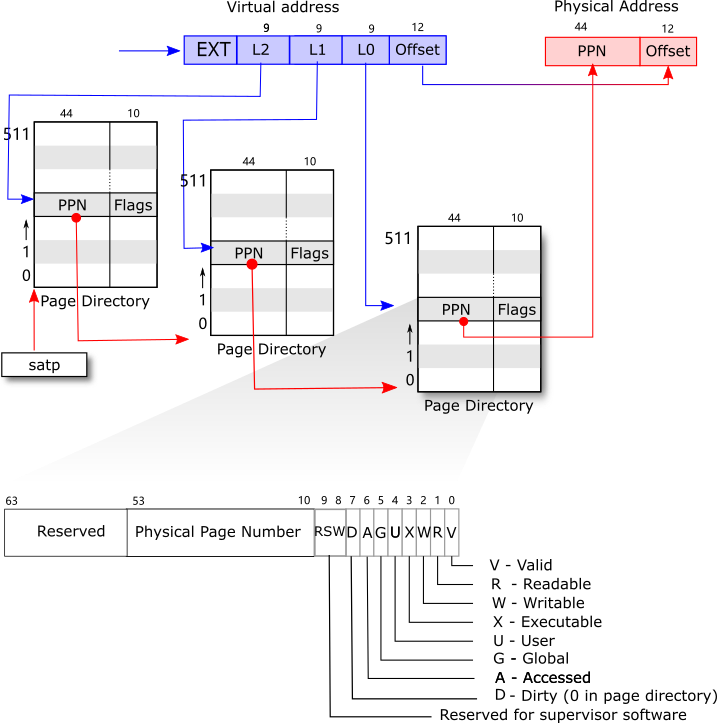 Virtual address
Physical Address
9 9 9 12
44 12
EXT L2 L1 L0 Offset
PPN Offset
44 10
511
PPN Flags
1
0
Page Directory
satp
44 10
511
PPN Flags
1
0
Page Directory
44 10
511
PPN Flags
1
0
Page Directory
63 53 10 9 8 7 6 5 4 3 2 1 0
Reserved Physical Page Number RSW D A G U X W R V
V - Valid
R - Readable
W - Writable
X - Executable
U - User
G - Global
A - Accessed
D - Dirty (0 in page directory)
Reserved for supervisor software